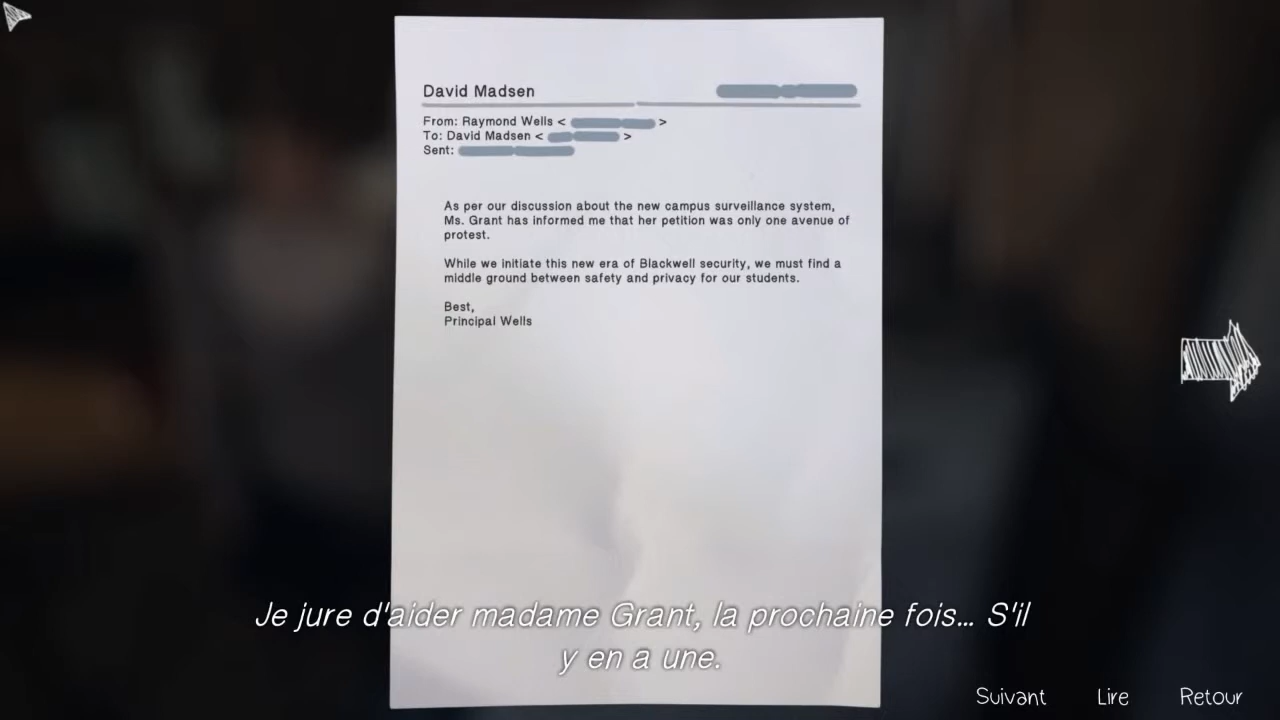 David Madsen
From: Raymond Wells < >
To: David Madsen < >
Sent:
As per our discussion about the new campus surveillance system,
Ms. Grant has informed me that her petition was only one avenue of
protest.
While we initiate this new era of Blackwell security, we must find a
middle ground between safety and privacy for our students.
Best,
Principal Wells
Je jure d'aider madame Grant, la prochaine fois... S'il
y en a une.
Suivant Lire Retour